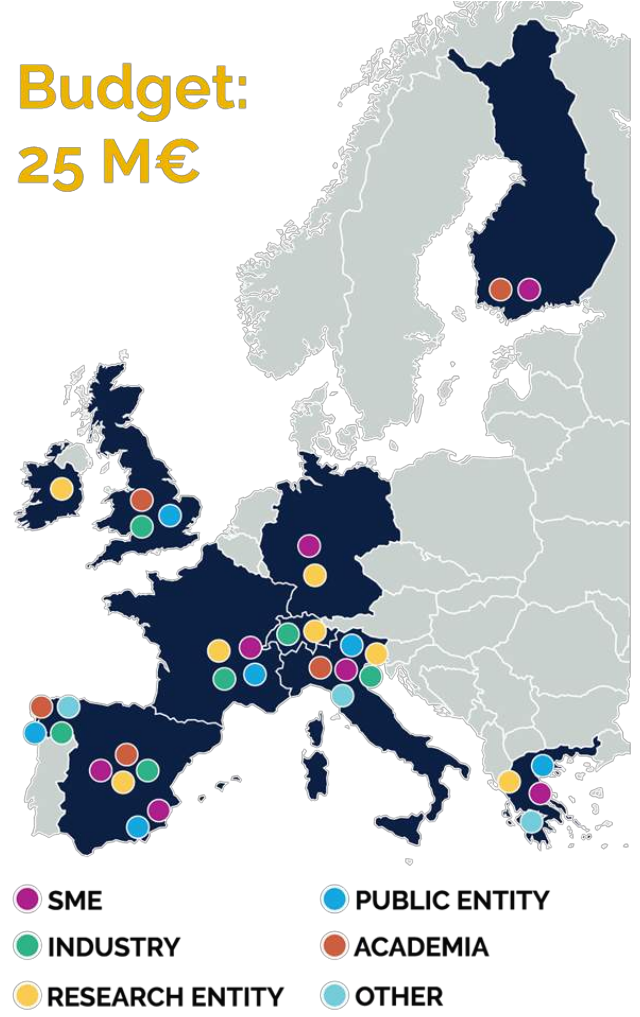 Budget:
25 M€
SME
PUBLIC ENTITY
INDUSTRY
ACADEMIA
RESEARCH ENTITY
OTHER